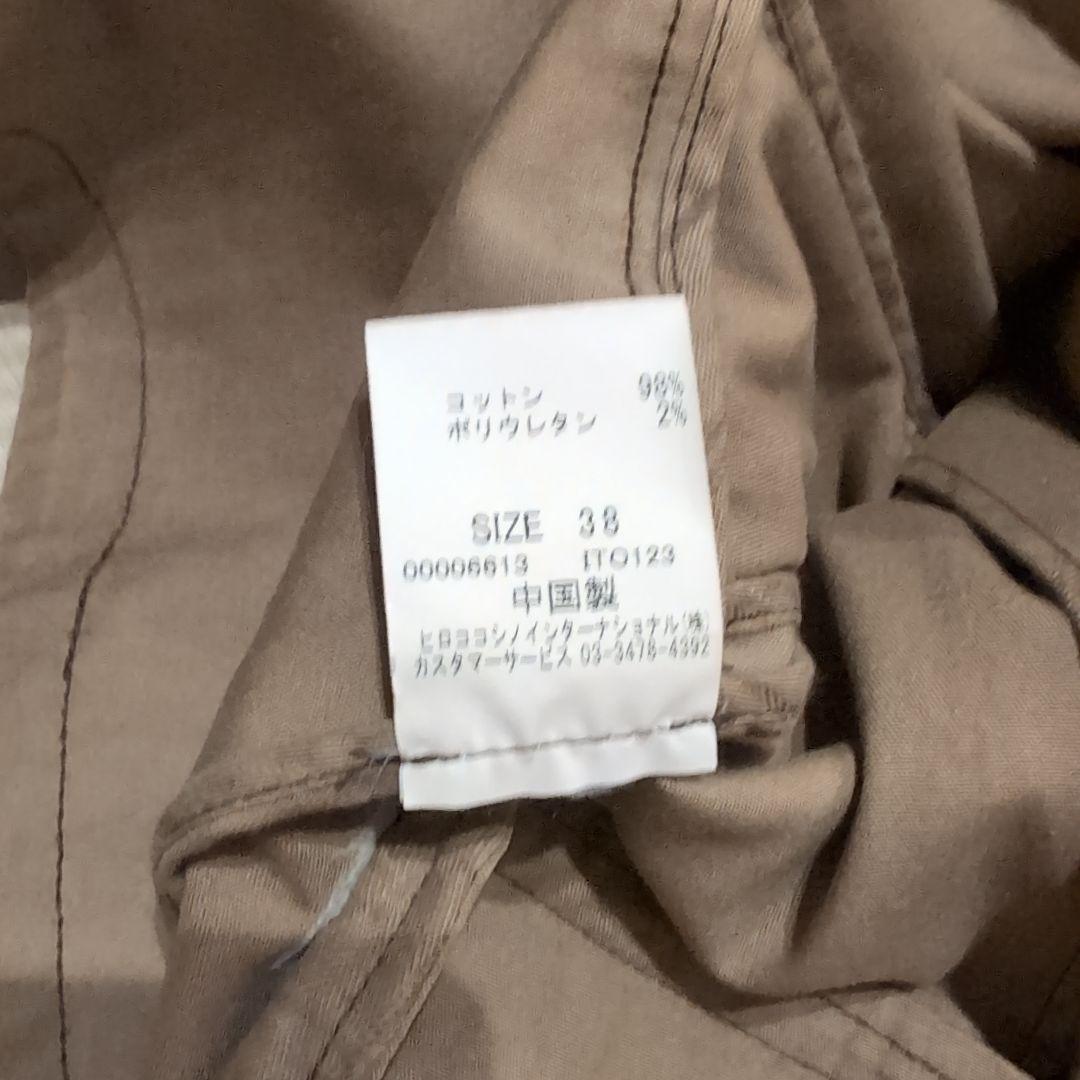 コットン 98%
ポリウレタン 2%
SIZE 38
00006613 ITO123
中国製
ヒロココシノインターナショナル(株)
カスタマーサービス 03-3478-4392